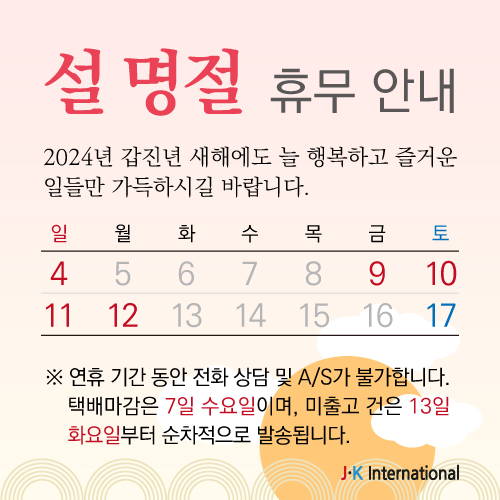 설 명절 휴무 안내
2024년 갑진년 새해에도 늘 행복하고 즐거운
일들만 가득하시길 바랍니다.
일 월 화 수 목 금 토
4 5 6 7 8 9 10
11 12 13 14 15 16 17
※ 연휴 기간 동안 전화 상담 및 A/S가 불가합니다.
택배마감은 7일 수요일이며, 미출고 건은 13일
화요일부터 순차적으로 발송됩니다.
J·K International